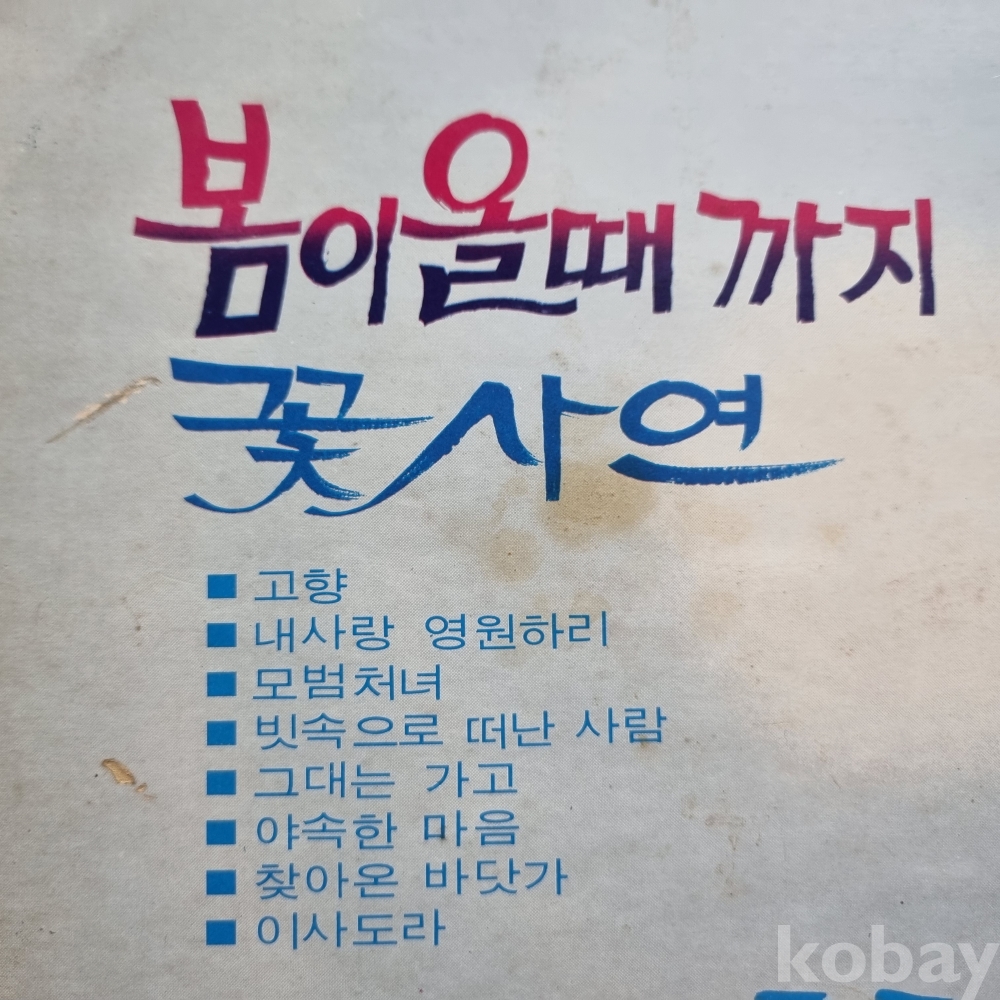 봄이올때까지
꽃사연
■ 고향
■ 내사랑 영원하리
■ 모범처녀
■ 빗속으로 떠난 사람
■ 그대는 가고
■ 야속한 마음
■ 찾아온 바닷가
■ 이사도라
kobay